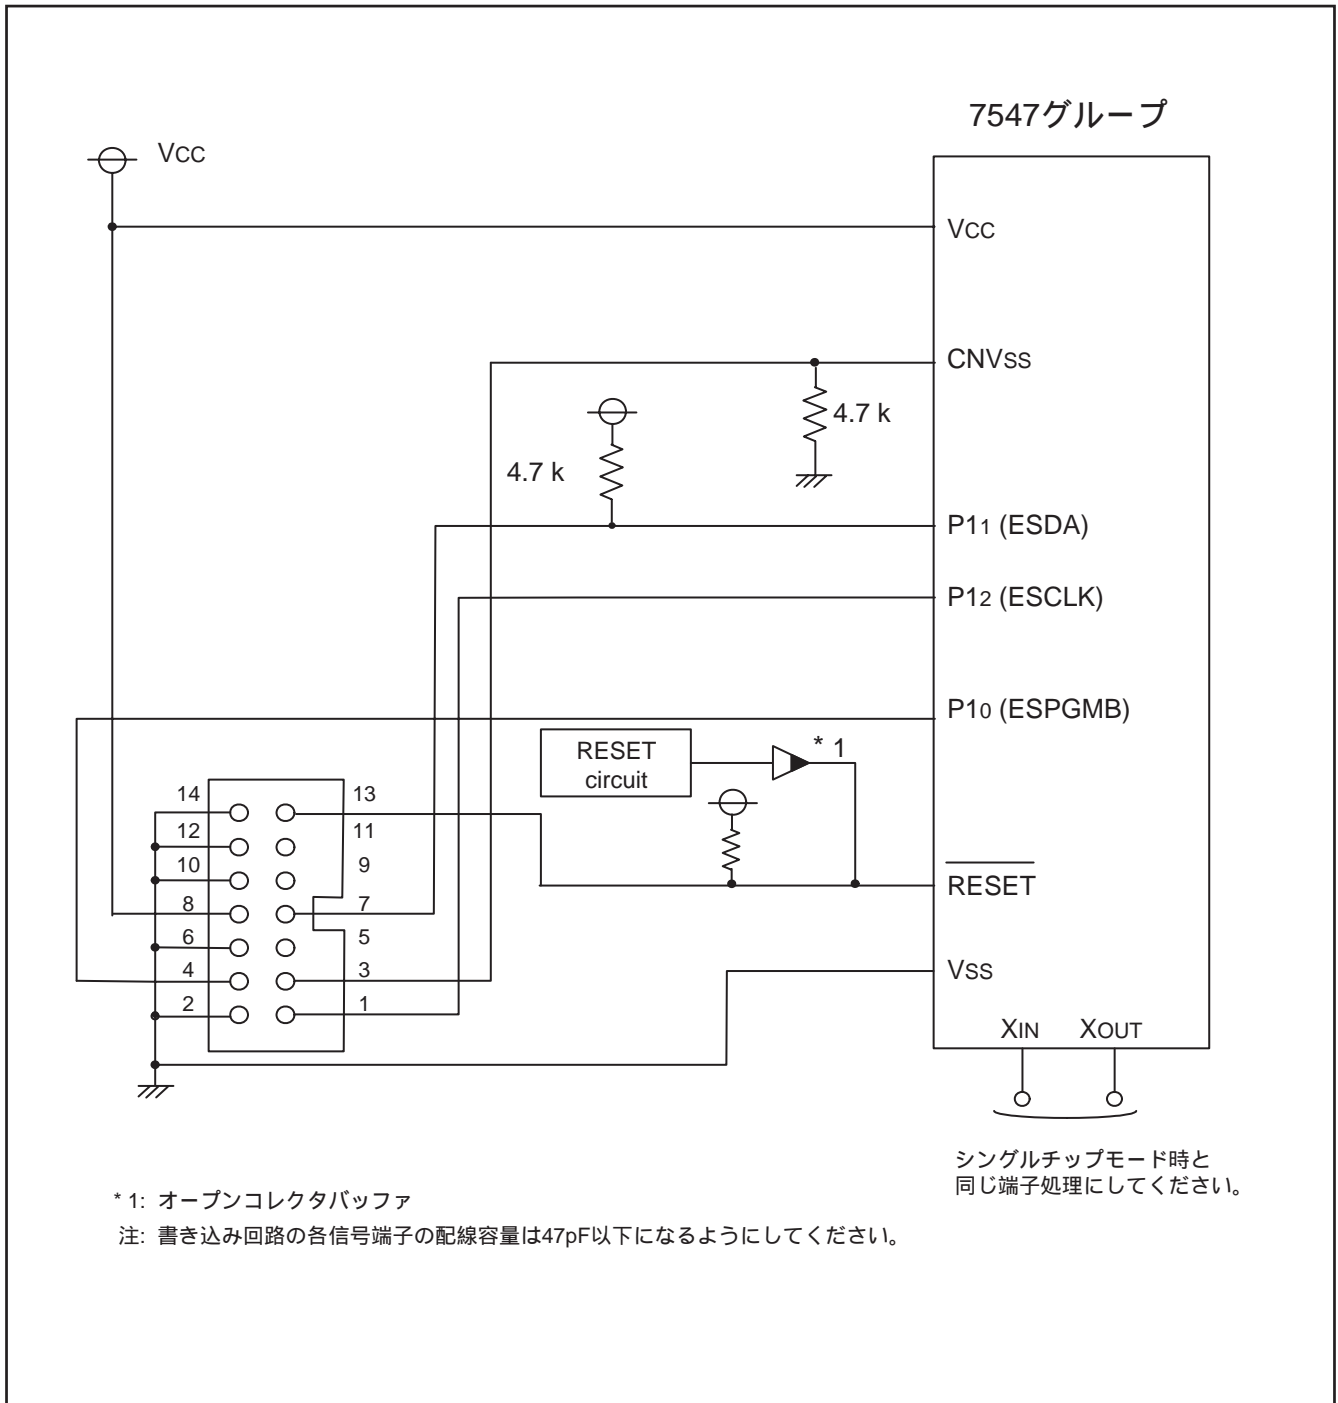 7547グループ
VCC
VCC
CNVSS
4.7 k
4.7 k
P11 (ESDA)
P12 (ESCLK)
P10 (ESPGMB)
RESET
circuit
* 1
14
13
12
11
10
9
8
7
6
5
4
3
2
1
RESET
VSS
XIN
XOUT
シングルチップモード時と
同じ端子処理にしてください。
* 1: オープンコレクタバッファ
注: 書き込み回路の各信号端子の配線容量は47pF以下になるようにしてください。